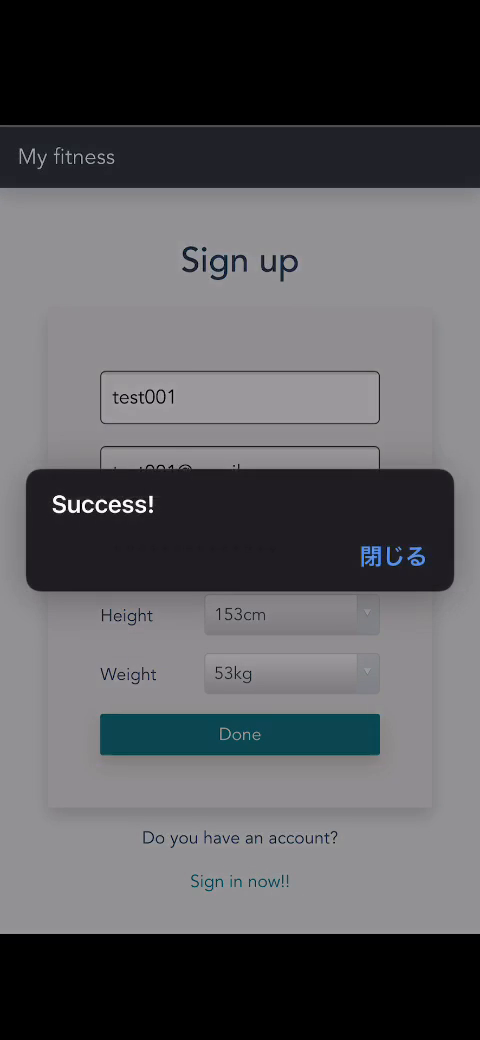 My fitness
Sign up
test001
Success!
閉じる
Height 153cm
Weight 53kg
Done
Do you have an account?
Sign in now!!